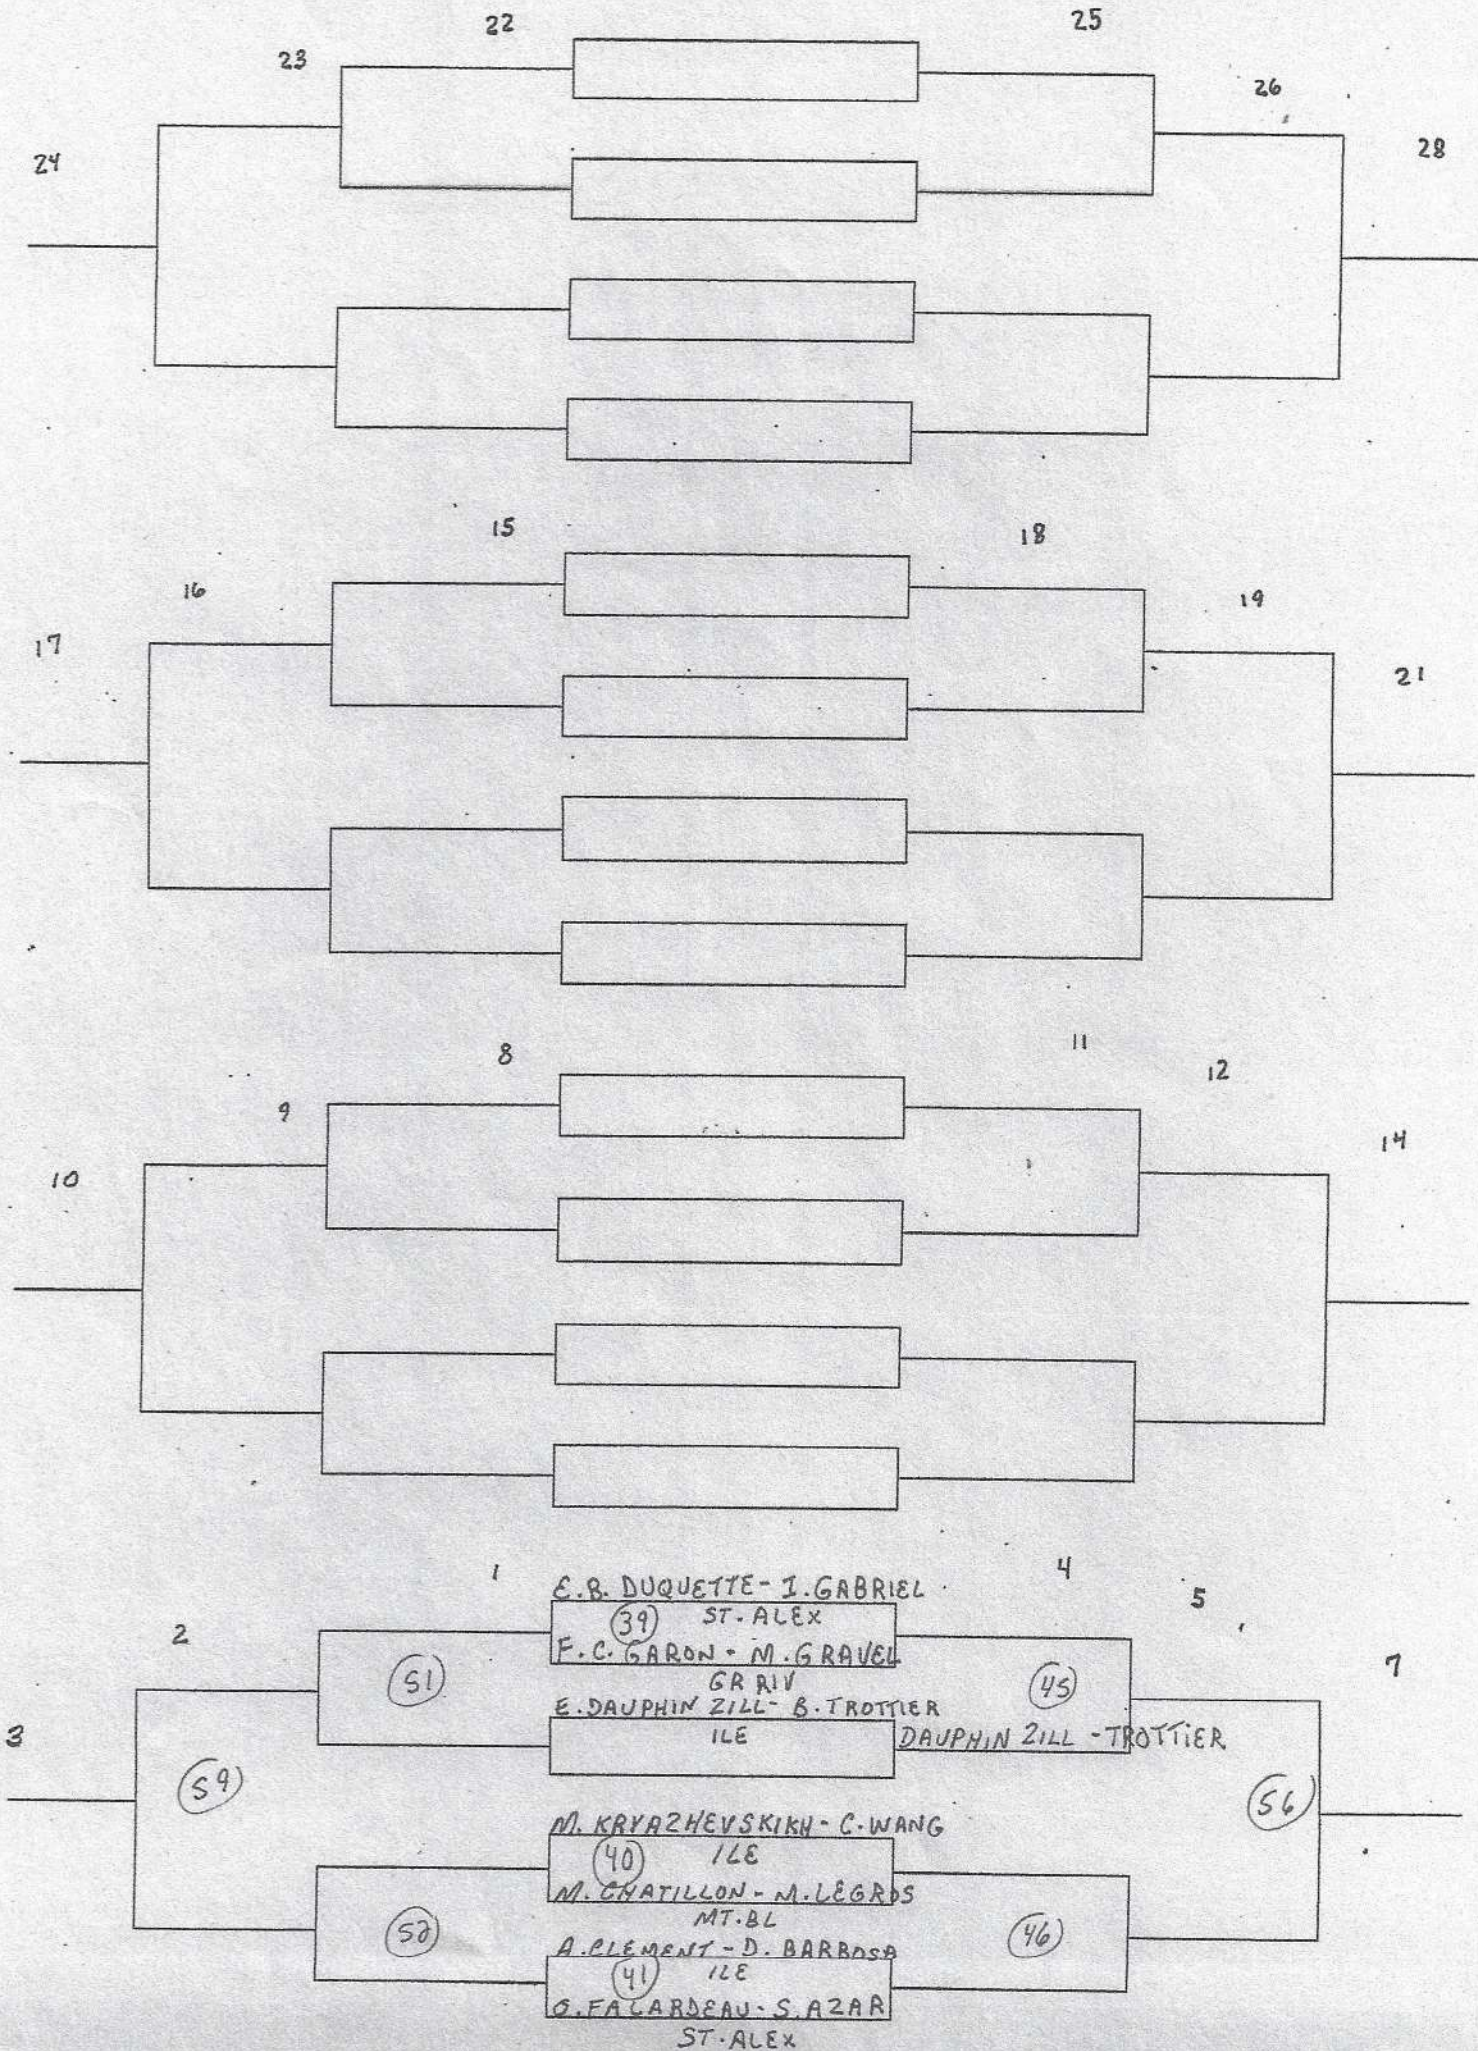 22
25
23
26
24
28
15
18
16
19
17
21
8
11
9
12
10
14
1
4
E.B. DUQUETTE - I. GABRIEL
5
2
39 ST. ALEX
F. C. GARON - M. GRAVEL
7
51
GR RIV
45
E. DAUPHIN ZILL - B. TROTTIER
3
ILE
DAUPHIN ZILL - TROTTIER
59
56
M. KRYAZHEVSKIKH - C. WANG
40 ILE
M. CHATILLON - M. LEGROS
52
MT. BL
46
A. CLEMENT - D. BARBOSA
41 ILE
O. FALARDEAU - S. AZAR
ST. ALEX